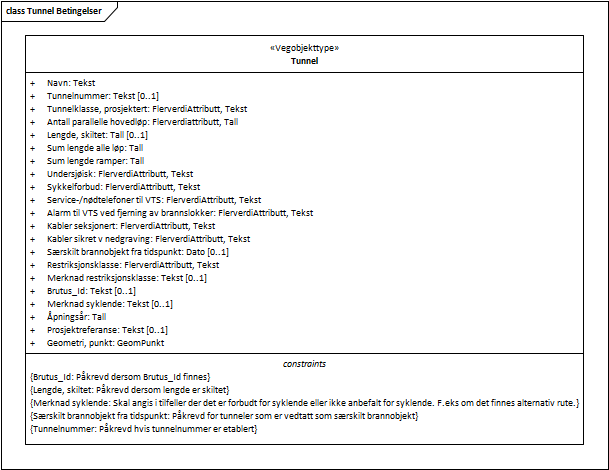 class Tunnel Betingelser
«Vegobjekttype»
Tunnel
+ Navn: Tekst
+ Tunnelnummer: Tekst [0..1]
+ Tunnelklasse, prosjektert: FlerverdiAttributt, Tekst
+ Antall parallelle hovedløp: Flerverdiattributt, Tall
+ Lengde, skiltet: Tall [0..1]
+ Sum lengde alle løp: Tall
+ Sum lengde ramper: Tall
+ Undersjøisk: FlerverdiAttributt, Tekst
+ Sykkelforbud: FlerverdiAttributt, Tekst
+ Service-/nødtelefoner til VTS: FlerverdiAttributt, Tekst
+ Alarm til VTS ved fjerning av brannslokker: FlerverdiAttributt, Tekst
+ Kabler seksjonert: FlerverdiAttributt, Tekst
+ Kabler sikret v nedgraving: FlerverdiAttributt, Tekst
+ Særskilt brannobjekt fra tidspunkt: Dato [0..1]
+ Restriksjonsklasse: FlerverdiAttributt, Tekst
+ Merknad restriksjonsklasse: Tekst [0..1]
+ Brutus_Id: Tekst [0..1]
+ Merknad syklende: Tekst [0..1]
+ Åpningsår: Tall
+ Prosjektreferanse: Tekst [0..1]
+ Geometri, punkt: GeomPunkt
constraints
{Brutus_Id: Påkrevd dersom Brutus_Id finnes}
{Lengde, skiltet: Påkrevd dersom lengde er skiltet}
{Merknad syklende: Skal angis i tilfeller der det er forbudt for syklende eller ikke anbefalt for syklende. F.eks om det finnes alternativ rute.}
{Særskilt brannobjekt fra tidspunkt: Påkrevd for tunneler som er vedtatt som særskilt brannobjekt}
{Tunnelnummer: Påkrevd hvis tunnelnummer er etablert}